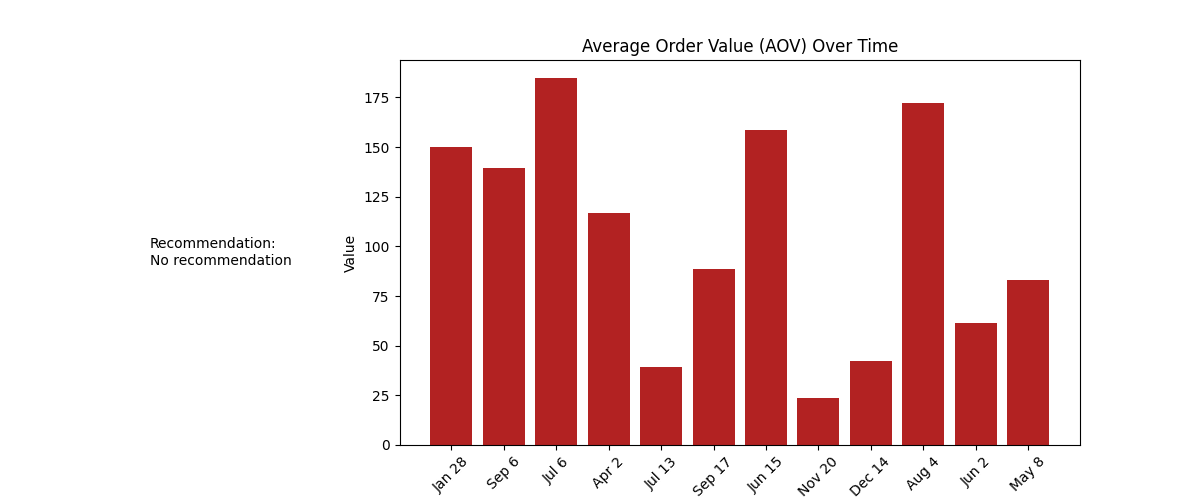 Average Order Value (AOV) Over Time
Recommendation:
No recommendation
Value
175
150
125
100
75
50
25
0
Jan 28
Sep 6
Jul 6
Apr 2
Jul 13
Sep 17
Jun 15
Nov 20
Dec 14
Aug 4
Jun 2
May 8